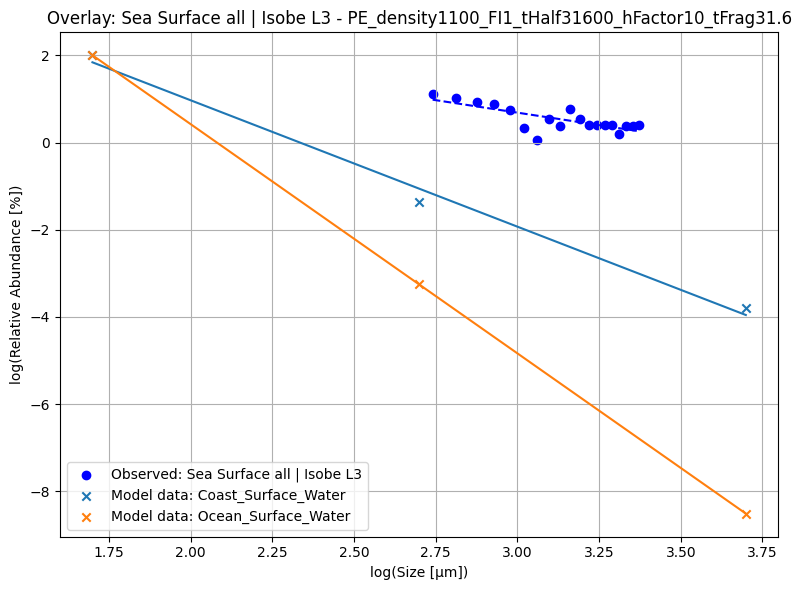 Overlay: Sea Surface all | Isobe L3 - PE_density1100_FI1_tHalf31600_hFactor10_tFrag31.6
log(Relative Abundance [%])
2
0
−2
−4
−6
−8
Observed: Sea Surface all | Isobe L3
Model data: Coast_Surface_Water
Model data: Ocean_Surface_Water
1.75 2.00 2.25 2.50 2.75 3.00 3.25 3.50 3.75
log(Size [μm])